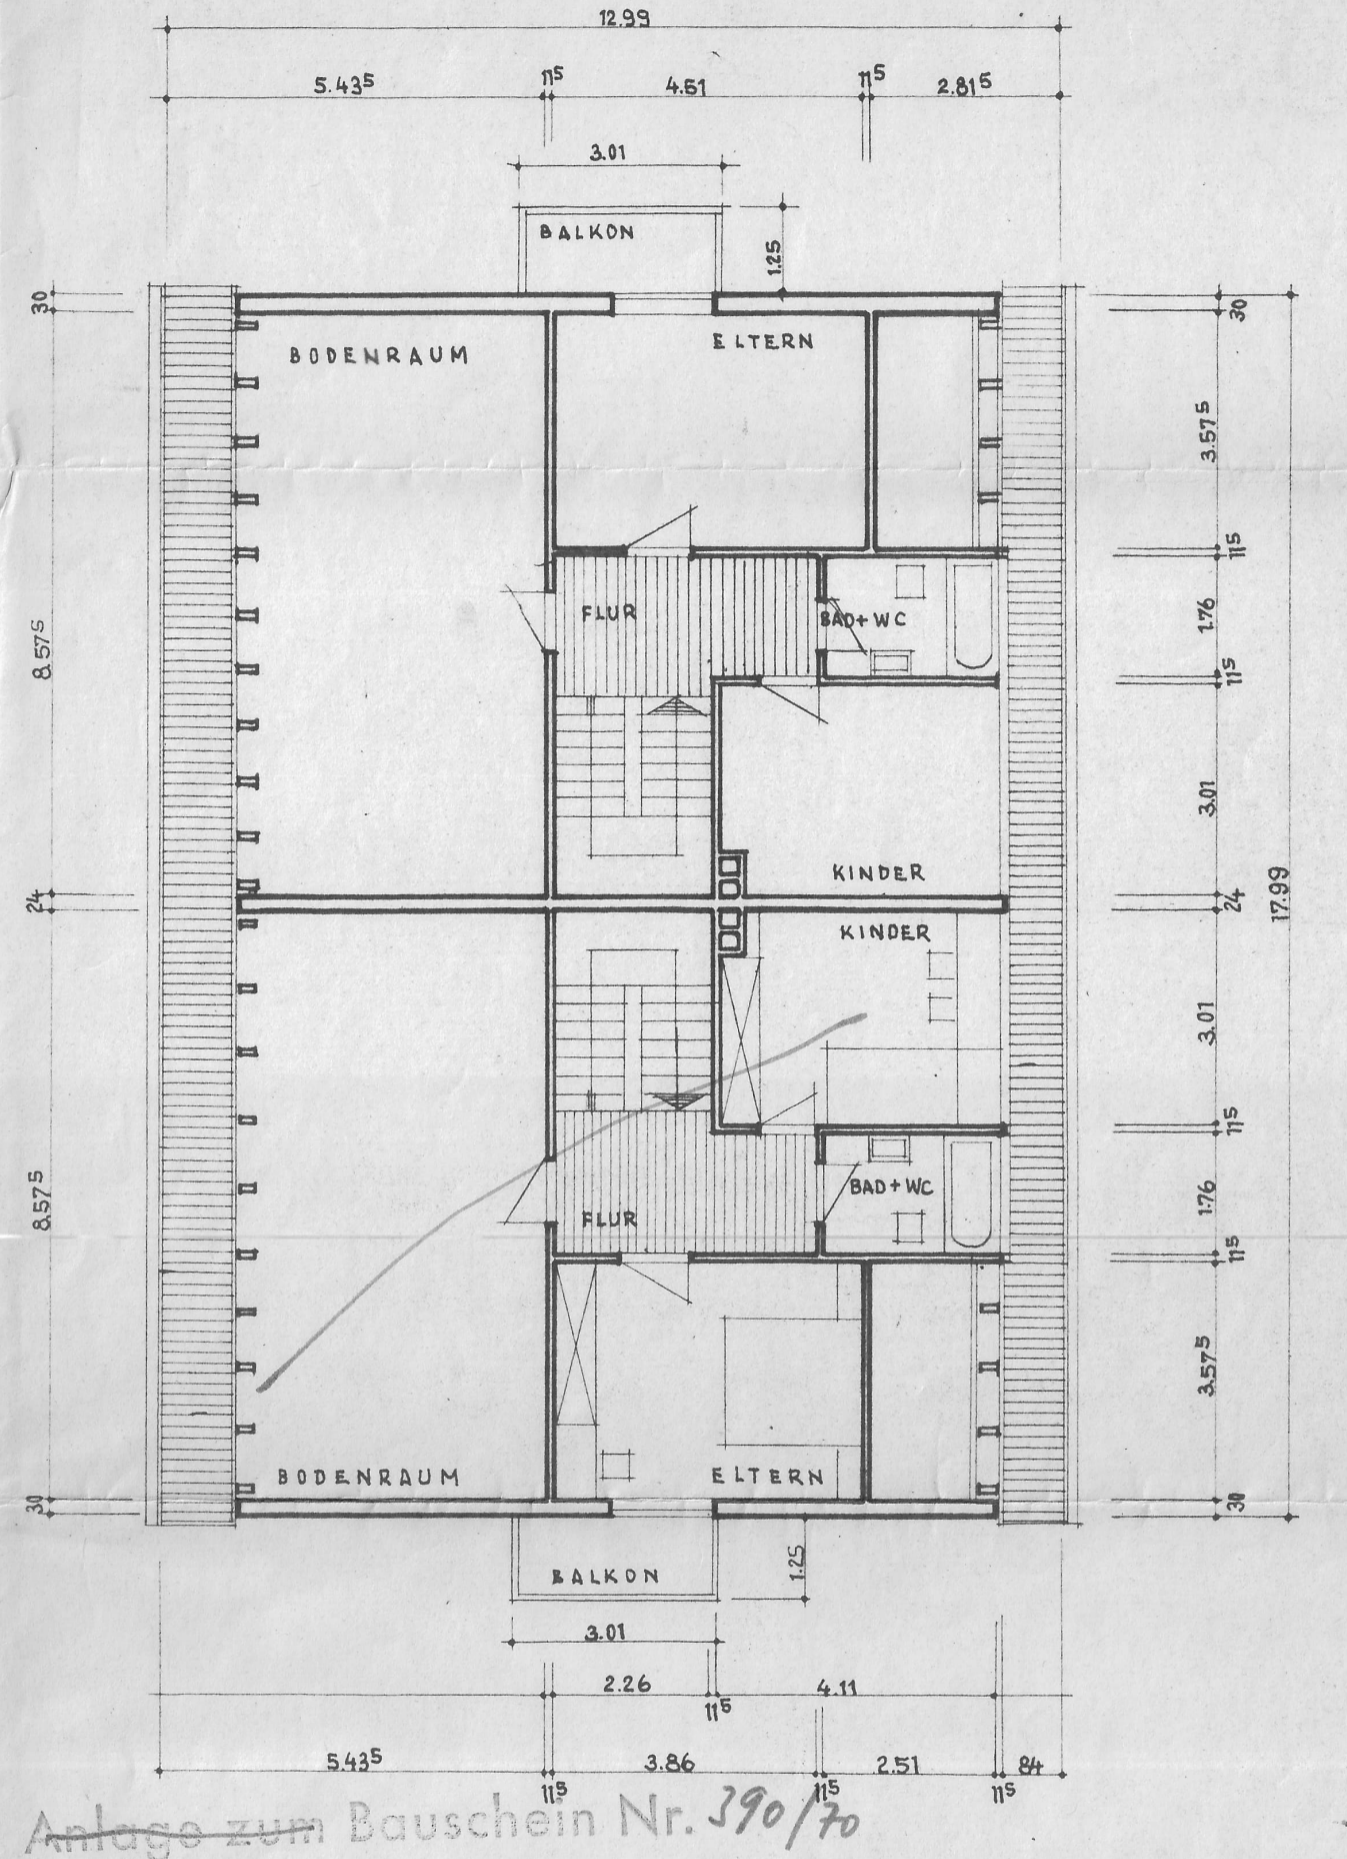 12.99
5.43⁵ 11⁵ 4.51 11⁵ 2.81⁵
3.01
BALKON
1.25
30 30
BODENRAUM ELTERN
3.57⁵
11⁵
FLUR BAD+WC 1.76
8.57⁵
11⁵
3.01
KINDER
24 24 17.99
KINDER
3.01
11⁵
BAD+WC 1.76
8.57⁵
FLUR
11⁵
3.57⁵
BODENRAUM ELTERN
30 30
BALKON 1.25
3.01
2.26 4.11
11⁵
5.43⁵ 3.86 2.51 84
11⁵ 11⁵ 11⁵
Anlage zum Bauschein Nr. 390/70